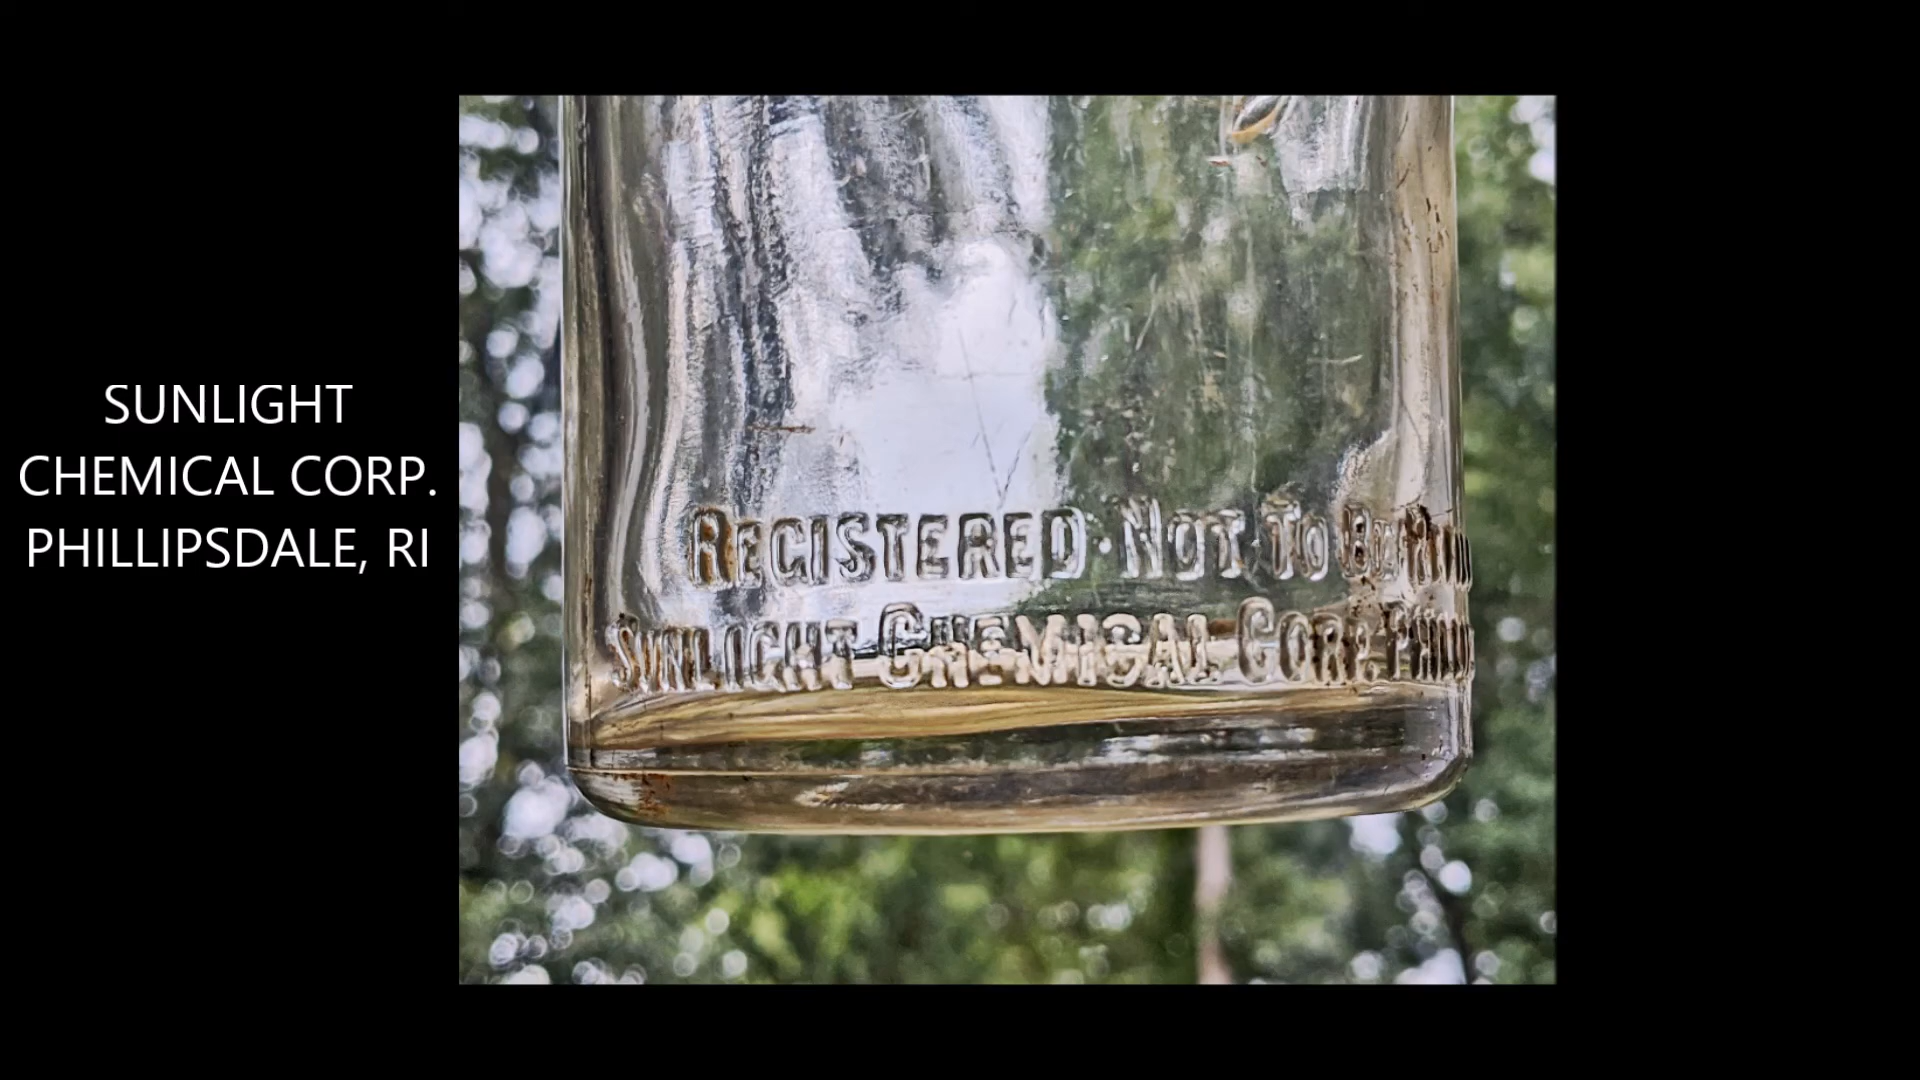 SUNLIGHT
CHEMICAL CORP.
PHILLIPSDALE, RI
REGISTERED · NOT TO BE
SUNLIGHT CHEMICAL CORP.